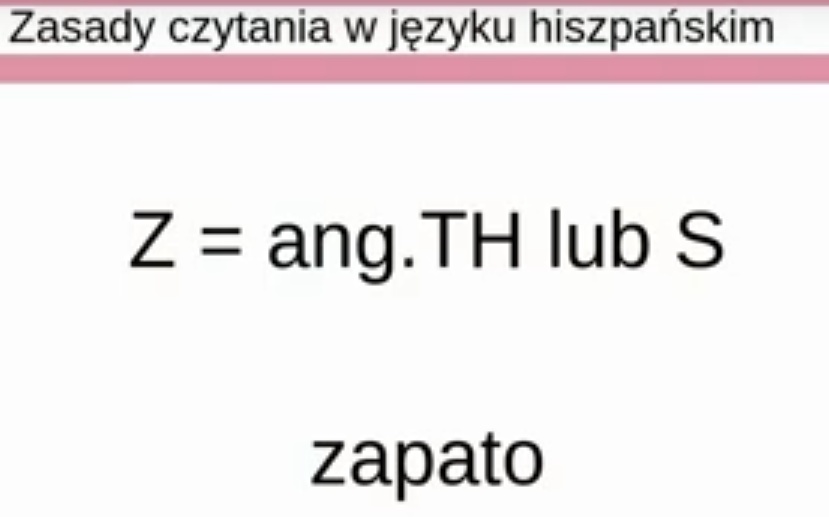 Zasady czytania w języku hiszpańskim
Z = ang.TH lub S
zapato